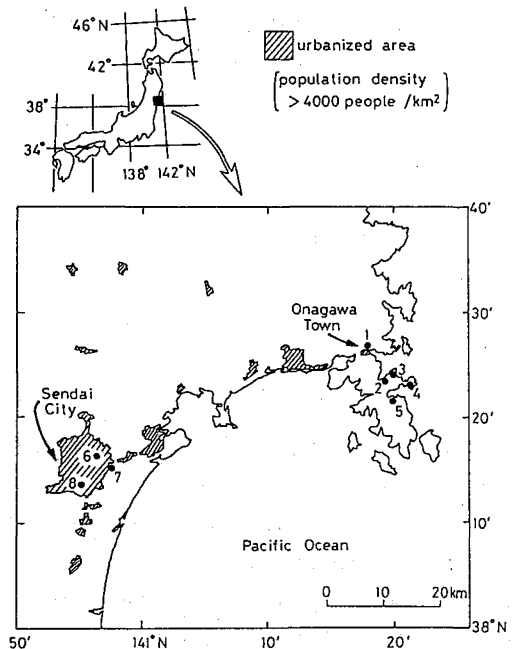 46°N
42°
38°
34°
138° 142°N
urbanized area
(population density
> 4000 people /km²)
40′
30′
20′
10′
38°N
Onagawa
Town
1
2
3
4
5
Sendai
City
6
7
8
Pacific Ocean
0 10 20km
50′ 141°N 10′ 20′